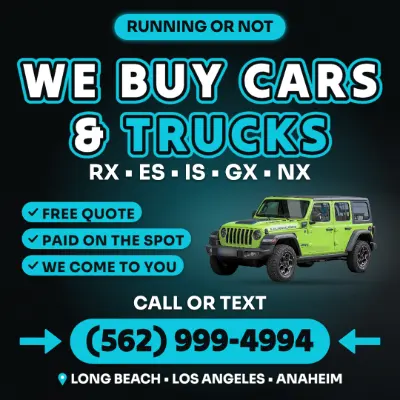 RUNNING OR NOT
WE BUY CARS
& TRUCKS
RX ▪ ES ▪ IS ▪ GX ▪ NX
✓ FREE QUOTE
✓ PAID ON THE SPOT
✓ WE COME TO YOU
CALL OR TEXT
(562) 999-4994
LONG BEACH ▪ LOS ANGELES ▪ ANAHEIM